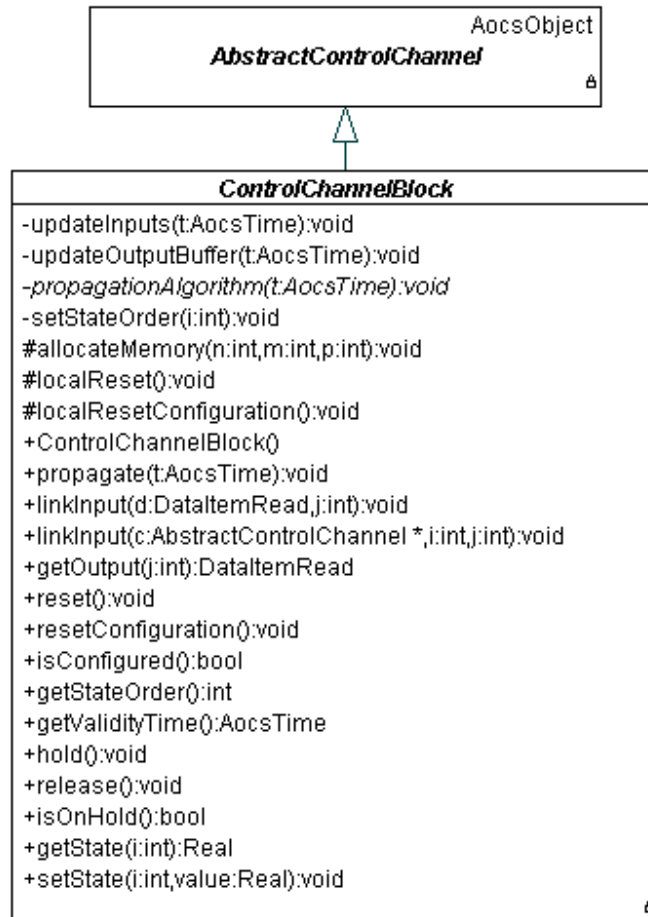 AocsObject
AbstractControlChannel
ControlChannelBlock
-updateInputs(t:AocsTime):void
-updateOutputBuffer(t:AocsTime):void
-propagationAlgorithm(t:AocsTime):void
-setStateOrder(i:int):void
#allocateMemory(n:int,m:int,p:int):void
#localReset():void
#localResetConfiguration():void
+ControlChannelBlock()
+propagate(t:AocsTime):void
+linkInput(d:DataItemRead,j:int):void
+linkInput(c:AbstractControlChannel *,i:int,j:int):void
+getOutput(j:int):DataItemRead
+reset():void
+resetConfiguration():void
+isConfigured():bool
+getStateOrder():int
+getValidityTime():AocsTime
+hold():void
+release():void
+isOnHold():bool
+getState(i:int):Real
+setState(i:int,value:Real):void